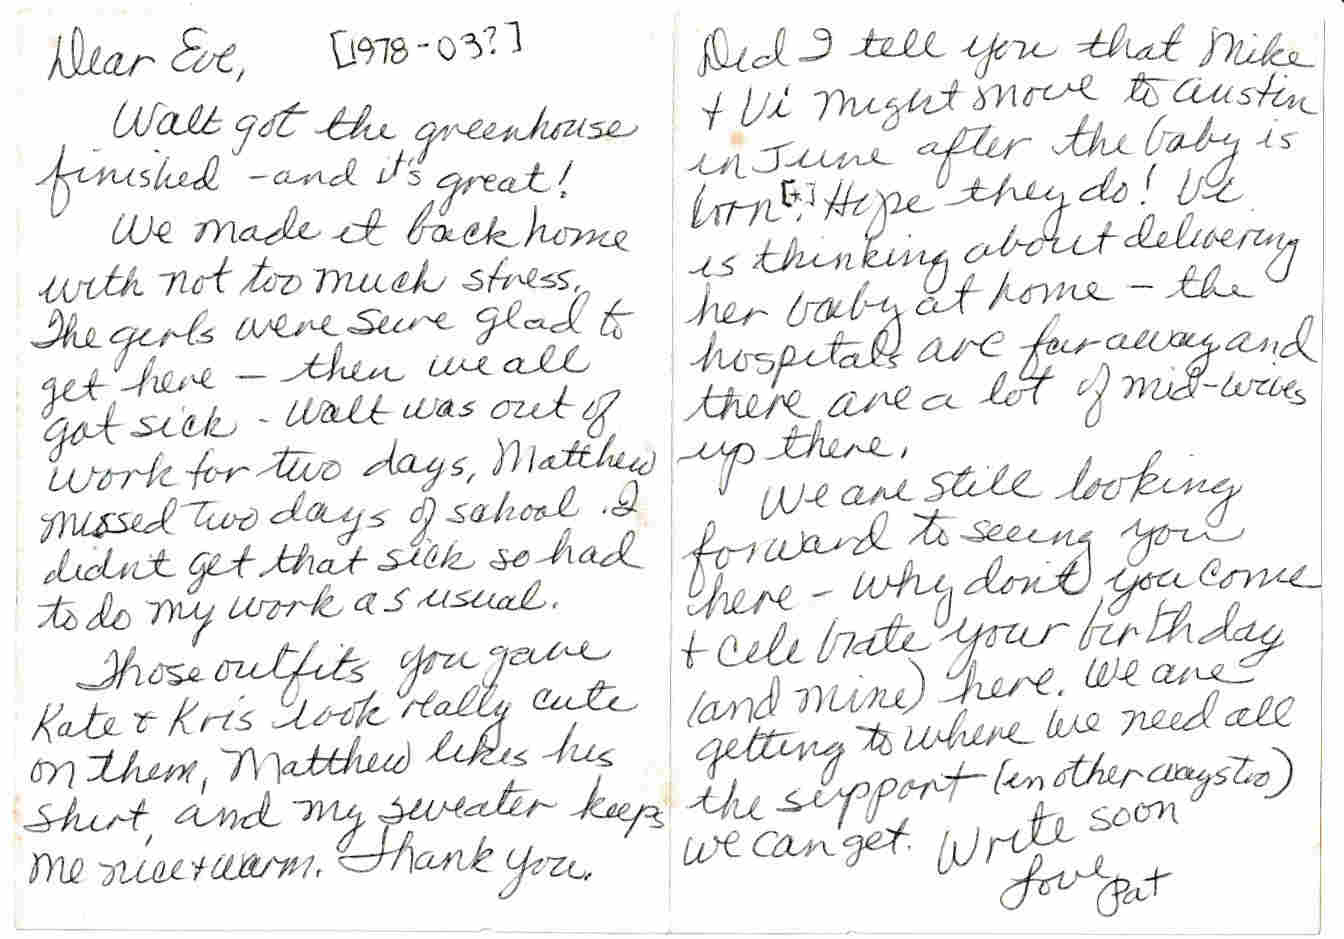 Dear Eve, [1978-03?]
Walt got the greenhouse
finished - and it's great!
We made it back home
with not too much stress.
The girls were sure glad to
get here - then we all
got sick - Walt was out of
work for two days, Matthew
missed two days of school. I
didn't get that sick so had
to do my work as usual.
Those outfits you gave
Kate + Kris look really cute
on them, Matthew likes his
shirt, and my sweater keeps
me nice + warm. Thank you.
Did I tell you that Mike
+ Vi might move to Austin
in June after the baby is
born[*]? Hope they do! Vi
is thinking about delivering
her baby at home - the
hospitals are far away and
there are a lot of mid-wives
up there.
We are still looking
forward to seeing you
here - why don't you come
+ celebrate your birthday
(and mine) here. We are
getting to where we need all
the support (in other ways too)
we can get. Write soon
Love,
Pat